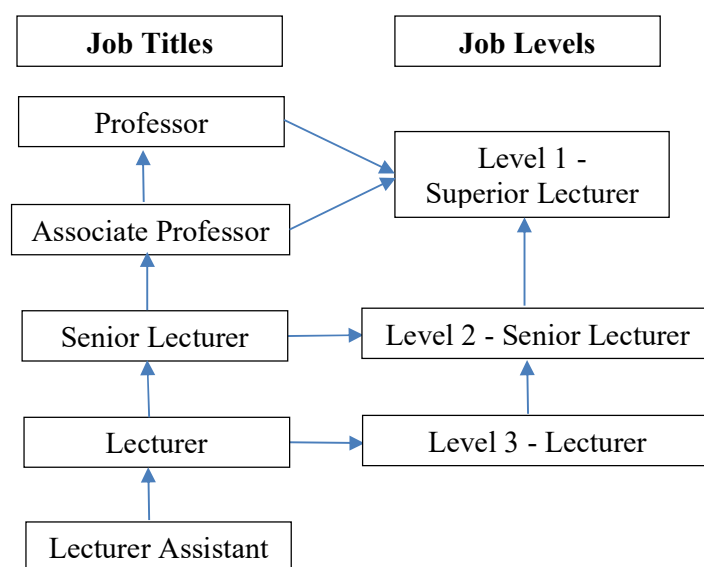 Job Titles
Job Levels
Professor
Level 1 -
Superior Lecturer
Associate Professor
Senior Lecturer
Level 2 - Senior Lecturer
Lecturer
Level 3 - Lecturer
Lecturer Assistant